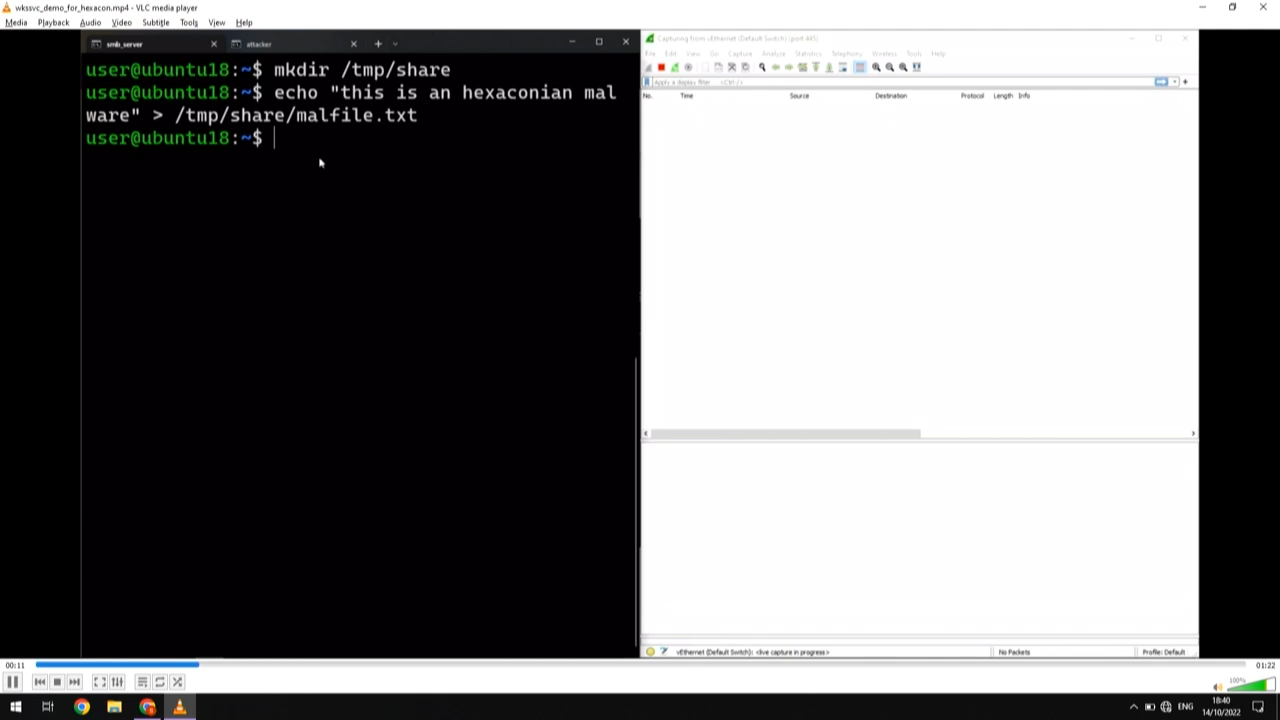 wkssvc_demo_for_hexacon.mp4 - VLC media player
Media Playback Audio Video Subtitle Tools View Help
smb_server
attacker
user@ubuntu18:~$ mkdir /tmp/share
user@ubuntu18:~$ echo "this is an hexaconian mal
ware" > /tmp/share/malfile.txt
user@ubuntu18:~$
Capturing from vEthernet (Default Switch) (port 445)
File Edit View Go Capture Analyze Statistics Telephony Wireless Tools Help
Apply a display filter ... <Ctrl-/>
No. Time Source Destination Protocol Length Info
vEthernet (Default Switch): <live capture in progress> No Packets Profile: Default
00:11 01:22
100%
ENG
18:40
14/10/2022